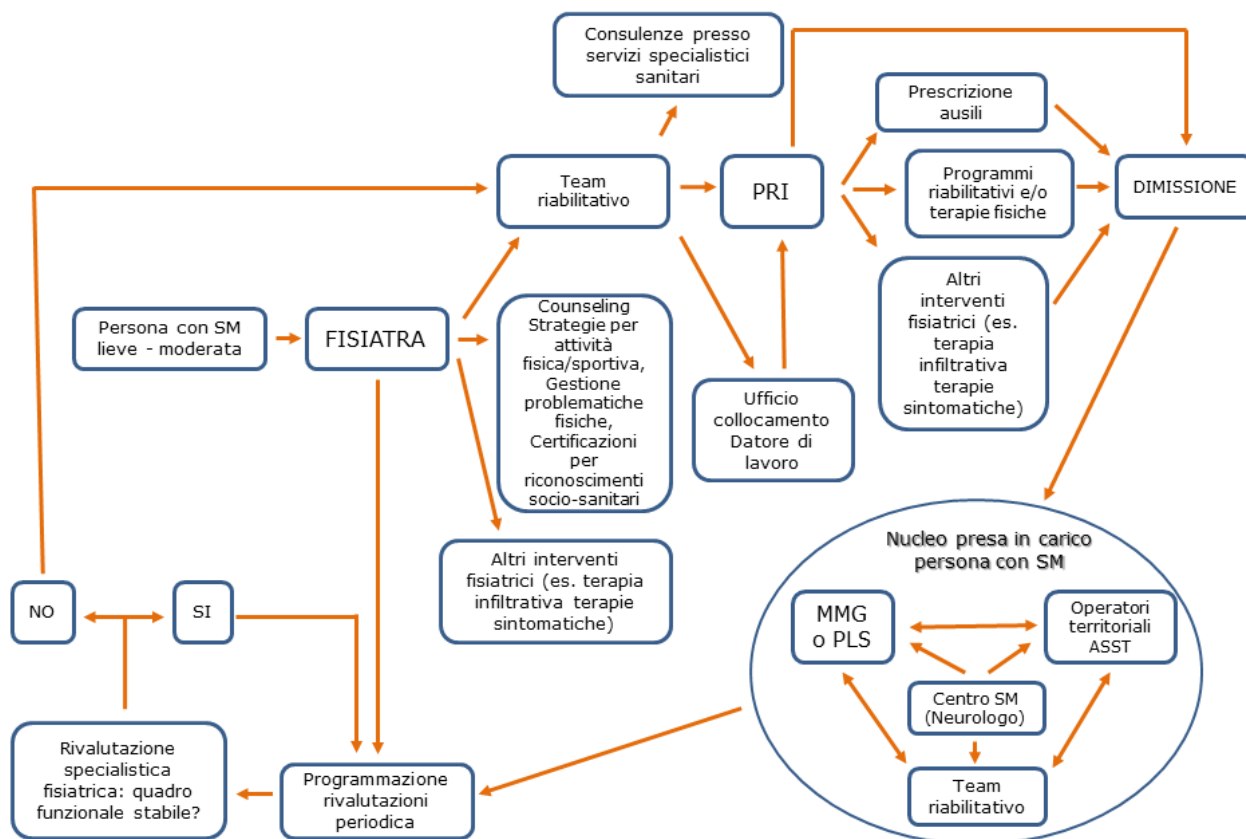 Consulenze presso
servizi specialistici
sanitari
Prescrizione
ausili
Team
riabilitativo
PRI
Programmi
riabilitativi e/o
terapie fisiche
DIMISSIONE
Altri
interventi
fisiatrici (es.
terapia
infiltrativa
terapie
sintomatiche)
Persona con SM
lieve - moderata
FISIATRA
Counseling
Strategie per
attività
fisica/sportiva,
Gestione
problematiche
fisiche,
Certificazioni
per
riconoscimenti
socio-sanitari
Ufficio
collocamento
Datore di
lavoro
Altri interventi
fisiatrici (es. terapia
infiltrativa terapie
sintomatiche)
NO
SI
Nucleo presa in carico
persona con SM
MMG
o PLS
Operatori
territoriali
ASST
Centro SM
(Neurologo)
Team
riabilitativo
Rivalutazione
specialistica
fisiatrica: quadro
funzionale stabile?
Programmazione
rivalutazioni
periodica